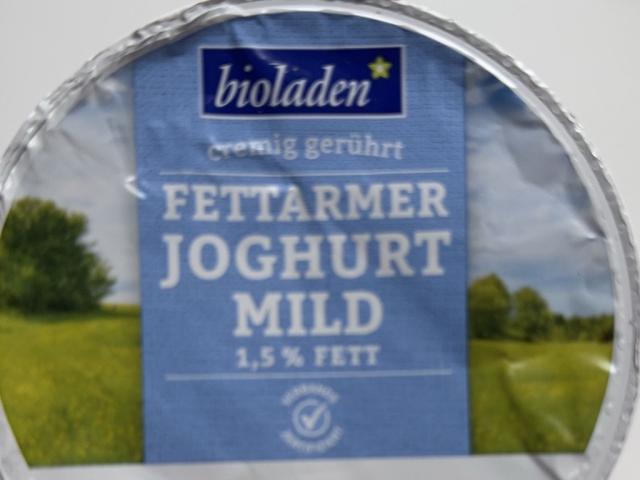 bioladen
cremig gerührt
FETTARMER
JOGHURT
MILD
1,5 % FETT